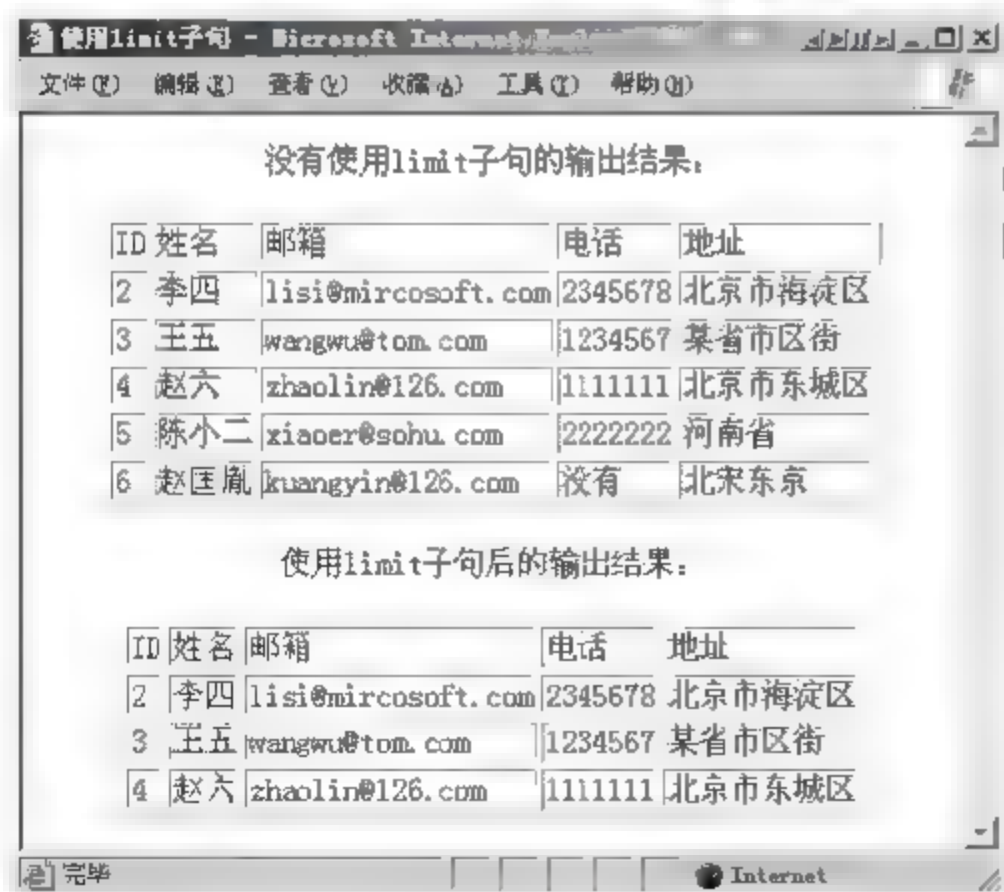 使用limit子句 - Microsoft Internet
文件(F) 编辑(E) 查看(V) 收藏(A) 工具(T) 帮助(H)
没有使用limit子句的输出结果:
ID 姓名 邮箱 电话 地址
2 李四 lisi@mircosoft.com 2345678 北京市海淀区
3 王五 wangwu@tom.com 1234567 某省市区街
4 赵六 zhaolin@126.com 1111111 北京市东城区
5 陈小二 xiaoer@sohu.com 2222222 河南省
6 赵匡胤 kuangyin@126.com 没有 北宋东京
使用limit子句后的输出结果:
ID 姓名 邮箱 电话 地址
2 李四 lisi@mircosoft.com 2345678 北京市海淀区
3 王五 wangwu@tom.com 1234567 某省市区街
4 赵六 zhaolin@126.com 1111111 北京市东城区
完毕 Internet